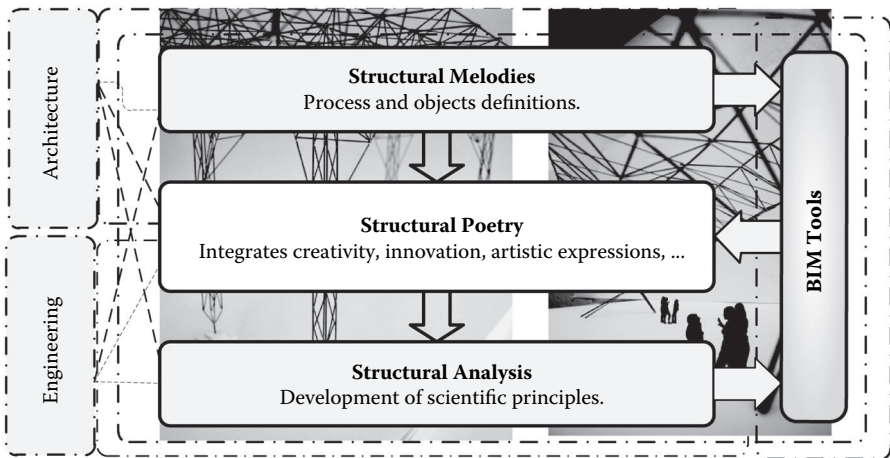 Architecture
Engineering
Structural Melodies
Process and objects definitions.
Structural Poetry
Integrates creativity, innovation, artistic expressions, ...
Structural Analysis
Development of scientific principles.
BIM Tools